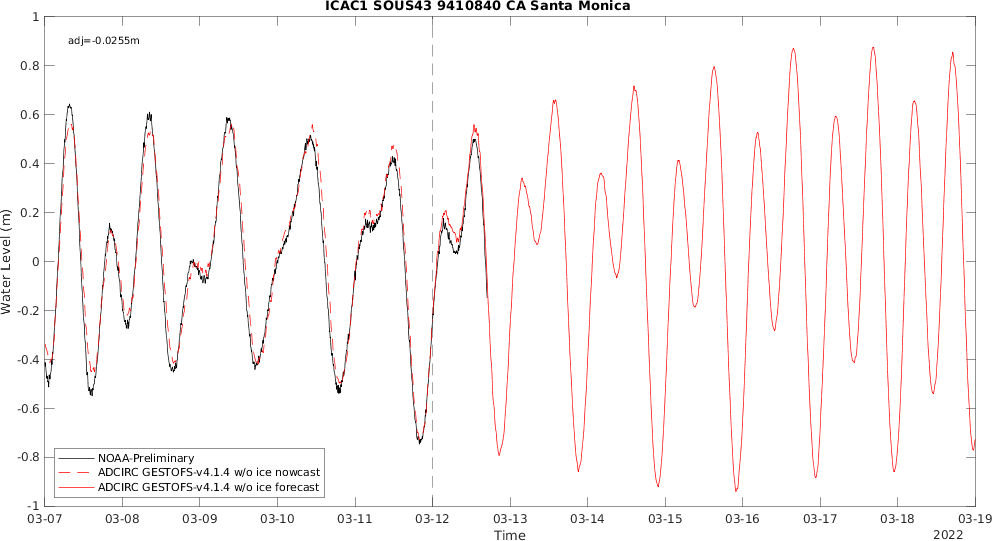 ICAC1 SOUS43 9410840 CA Santa Monica
adj=-0.0255m
1
0.8
0.6
0.4
0.2
0
-0.2
-0.4
-0.6
-0.8
-1
Water Level (m)
NOAA-Preliminary
ADCIRC GESTOFS-v4.1.4 w/o ice nowcast
ADCIRC GESTOFS-v4.1.4 w/o ice forecast
03-07 03-08 03-09 03-10 03-11 03-12 03-13 03-14 03-15 03-16 03-17 03-18 03-19
Time
2022